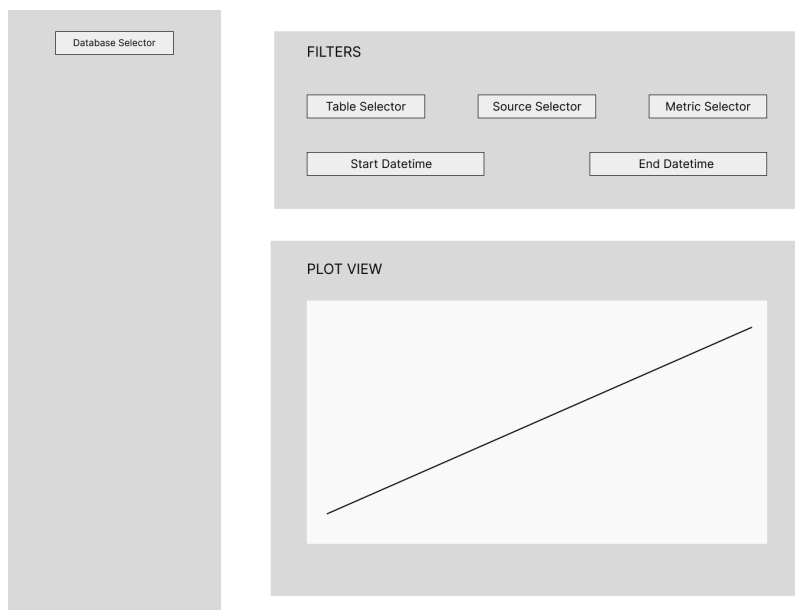 Database Selector
FILTERS
Table Selector
Source Selector
Metric Selector
Start Datetime
End Datetime
PLOT VIEW